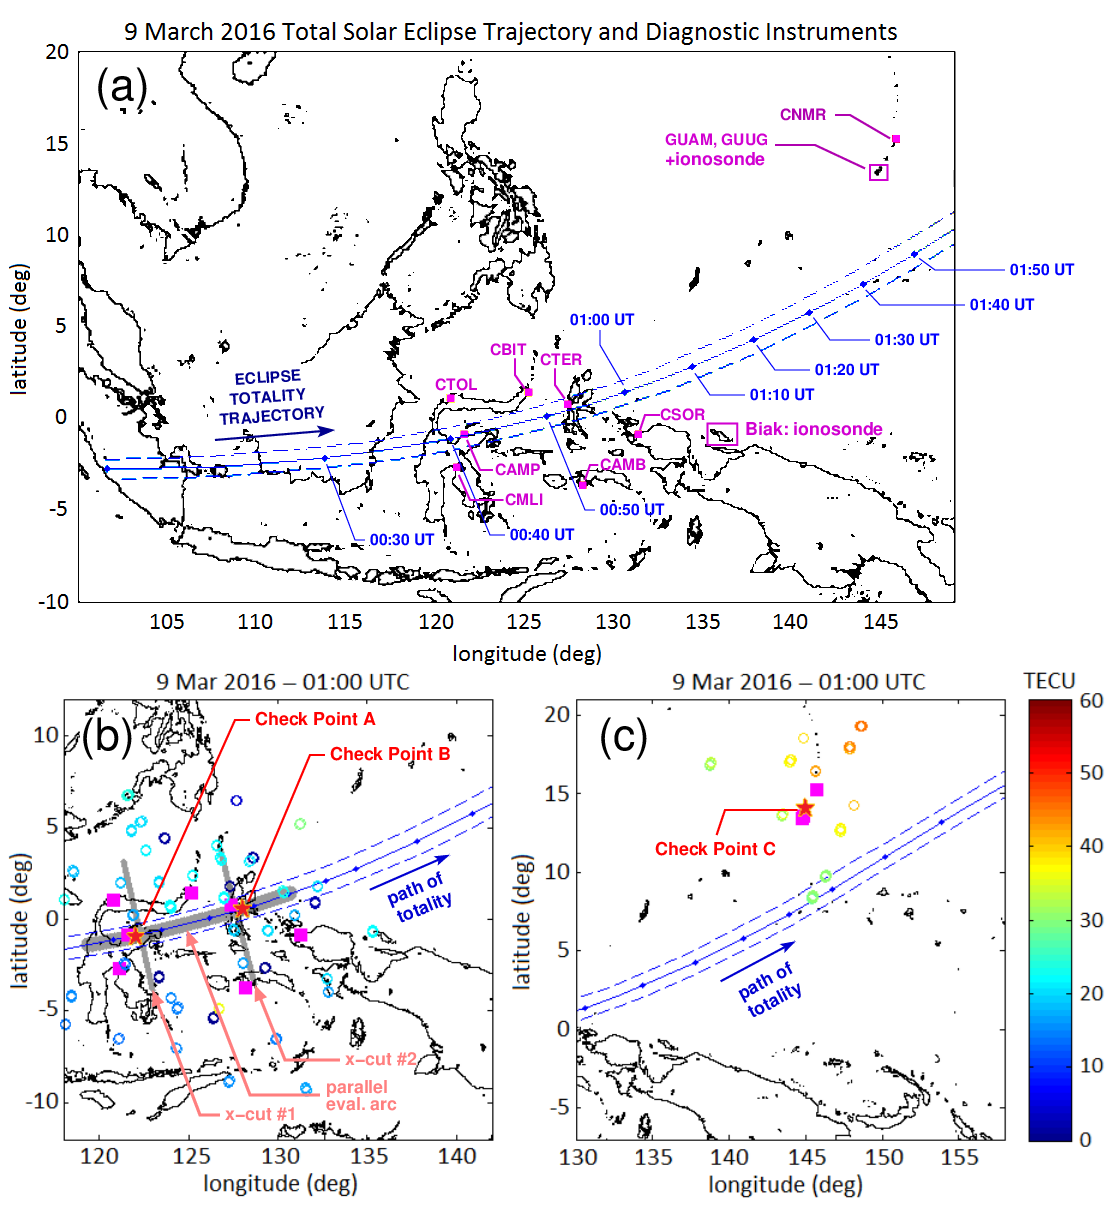 9 March 2016 Total Solar Eclipse Trajectory and Diagnostic Instruments
(a)
latitude (deg)
20
15
10
5
0
-5
-10
CNMR
GUAM, GUUG
+ionosonde
01:50 UT
01:40 UT
01:30 UT
01:20 UT
01:10 UT
01:00 UT
CBIT
CTER
CTOL
ECLIPSE
TOTALITY
TRAJECTORY
CSOR
Biak: ionosonde
CAMP
CAMB
CMLI
00:50 UT
00:40 UT
00:30 UT
105
110
115
120
125
130
135
140
145
longitude (deg)
9 Mar 2016 – 01:00 UTC
(b)
Check Point A
Check Point B
latitude (deg)
10
5
0
-5
-10
path of
totality
x-cut #2
parallel
eval. arc
x-cut #1
120
125
130
135
140
longitude (deg)
9 Mar 2016 – 01:00 UTC
(c)
latitude (deg)
20
15
10
5
0
-5
Check Point C
path of
totality
130
135
140
145
150
155
longitude (deg)
TECU
60
50
40
30
20
10
0